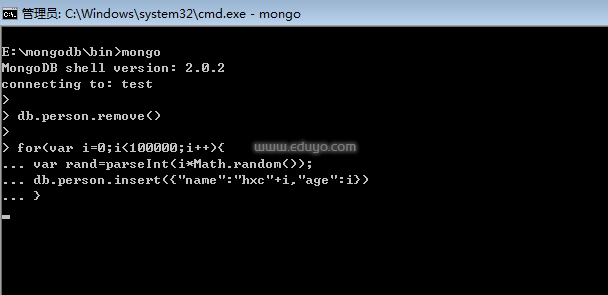 管理员: C:\Windows\system32\cmd.exe - mongo
E:\mongodb\bin>mongo
MongoDB shell version: 2.0.2
connecting to: test
>
> db.person.remove()
>
> for(var i=0;i<100000;i++){
www.eduyo.com
... var rand=parseInt(i*Math.random());
... db.person.insert({"name":"hxc"+i,"age":i})
... }